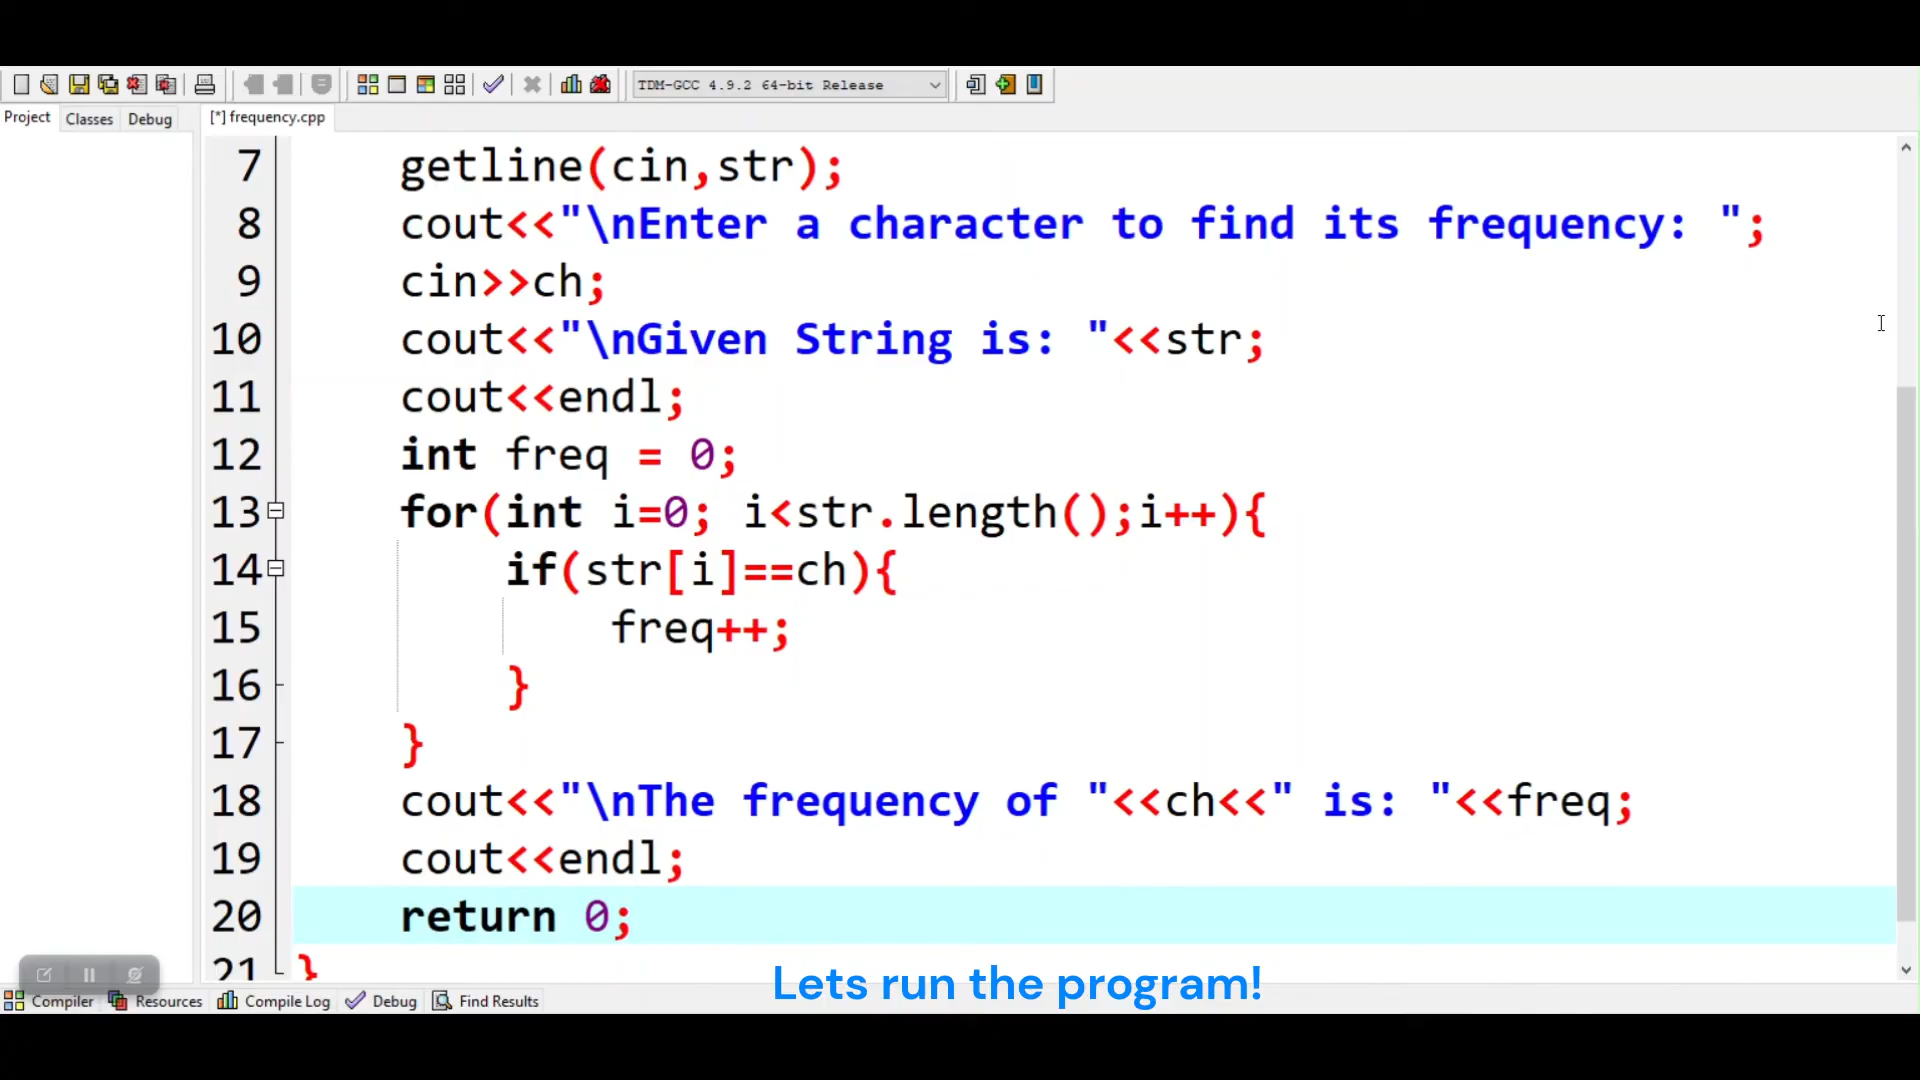 TDM-GCC 4.9.2 64-bit Release
Project Classes Debug
[*] frequency.cpp
7 getline(cin,str);
8 cout<<"\nEnter a character to find its frequency: ";
9 cin>>ch;
10 cout<<"\nGiven String is: "<<str;
11 cout<<endl;
12 int freq = 0;
13 for(int i=0; i<str.length();i++){
14 if(str[i]==ch){
15 freq++;
16 }
17 }
18 cout<<"\nThe frequency of "<<ch<<" is: "<<freq;
19 cout<<endl;
20 return 0;
21 }
Lets run the program!
Compiler Resources Compile Log Debug Find Results